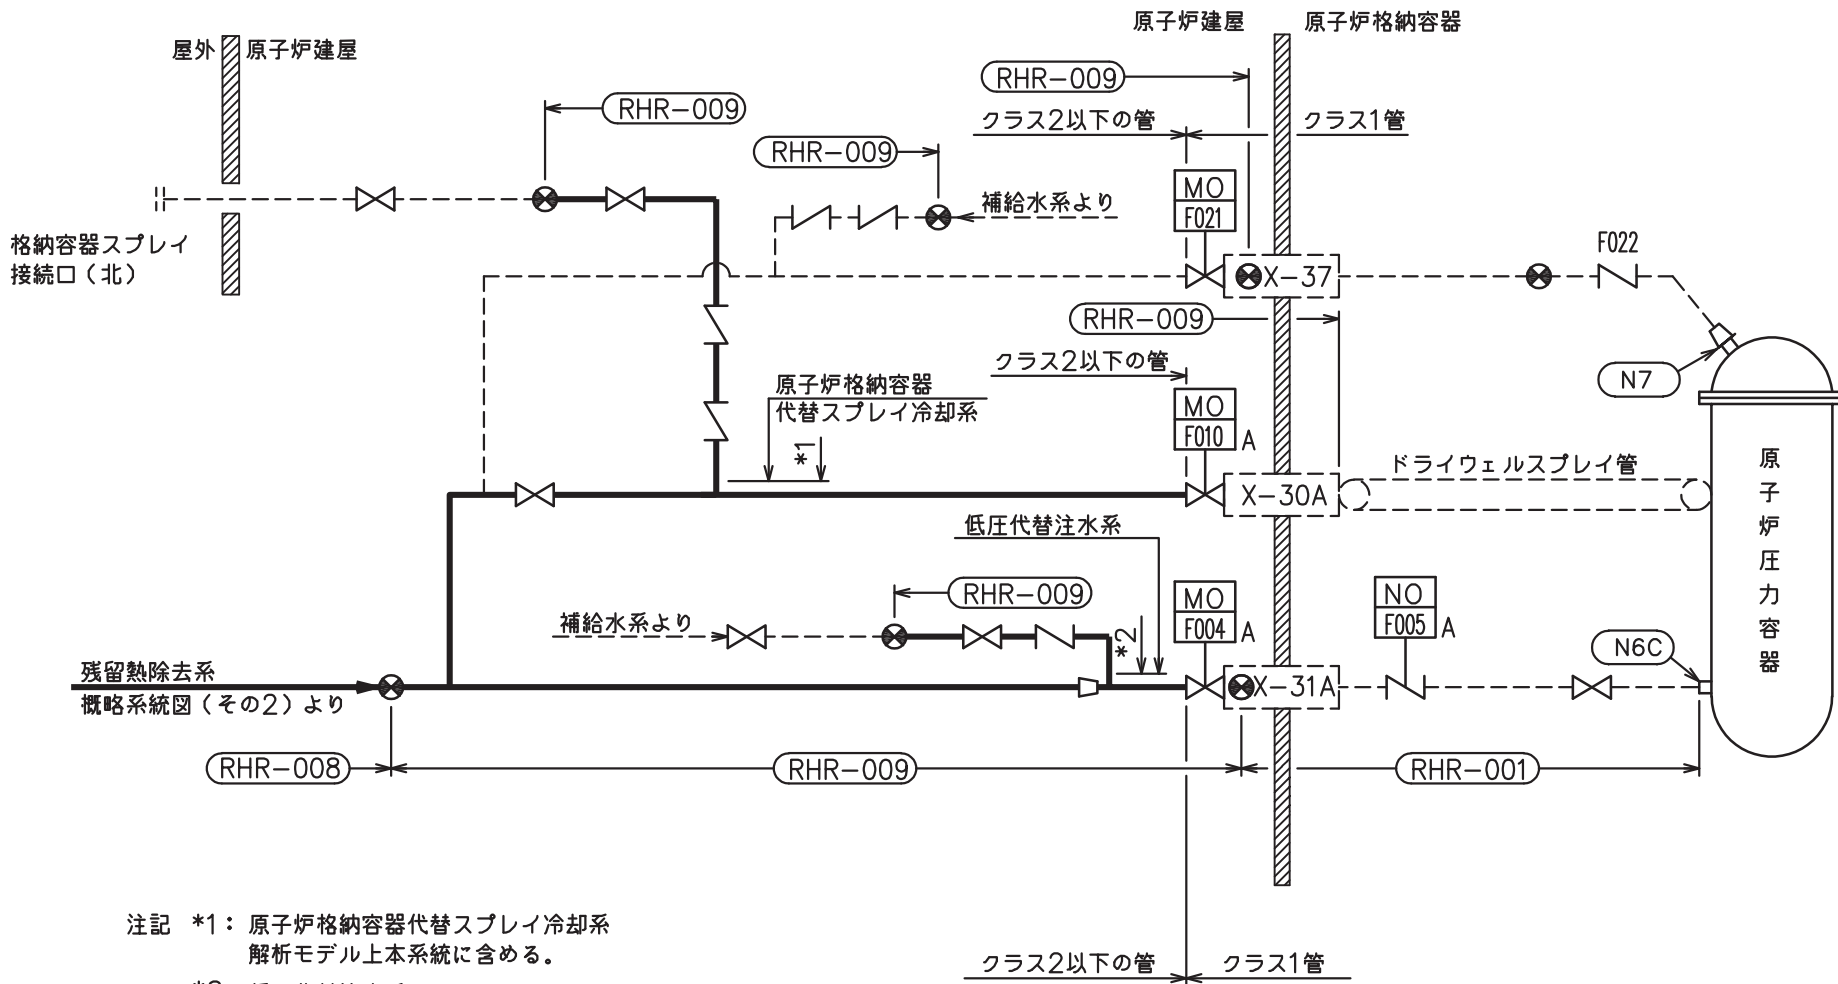 原子炉建屋
原子炉格納容器
屋外
原子炉建屋
RHR-009
RHR-009
クラス2以下の管
クラス1管
RHR-009
MO
F021
補給水系より
格納容器スプレイ
接続口（北）
F022
X-37
RHR-009
クラス2以下の管
N7
原子炉格納容器
代替スプレイ冷却系
*1
MO
F010
A
ドライウェルスプレイ管
X-30A
原子炉圧力容器
低圧代替注水系
RHR-009
MO
F004
A
NO
F005
A
補給水系より
*2
N6C
残留熱除去系
概略系統図（その2）より
X-31A
RHR-008
RHR-009
RHR-001
注記 *1：原子炉格納容器代替スプレイ冷却系
解析モデル上本系統に含める。
クラス2以下の管
クラス1管